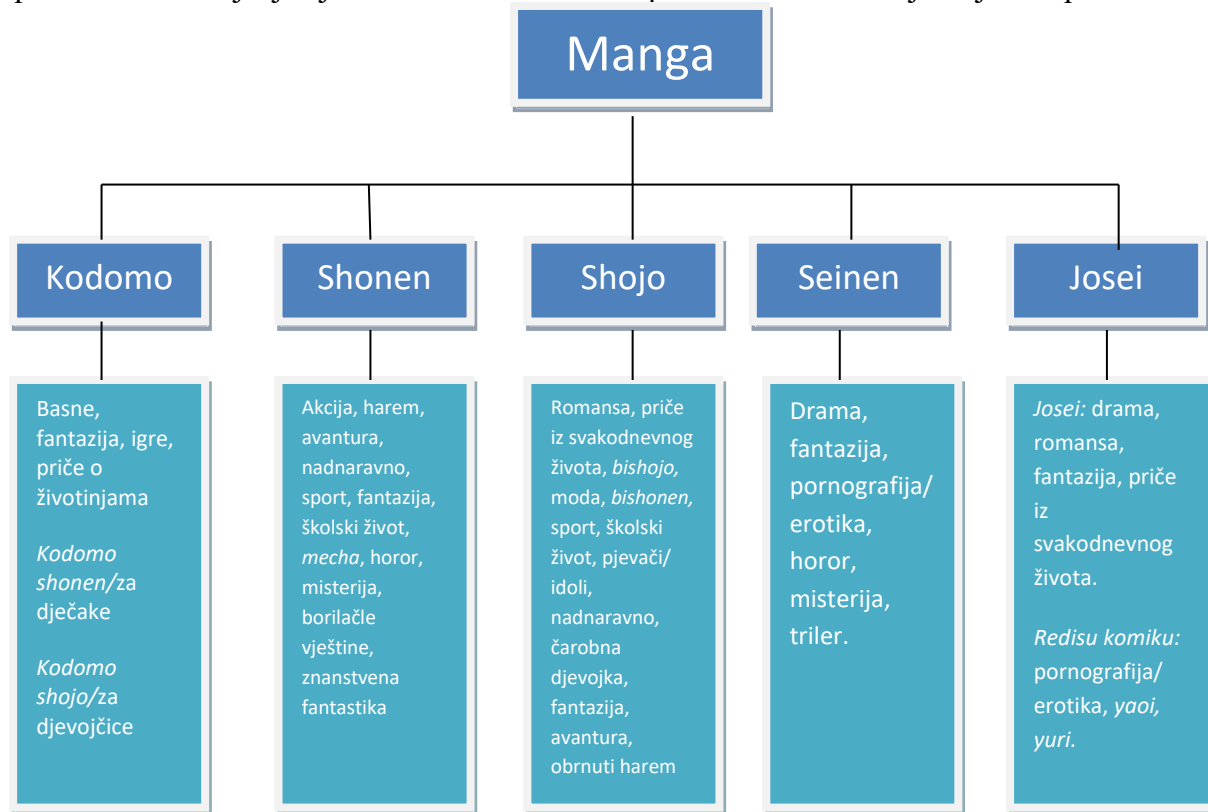 Manga
Kodomo
Shonen
Shojo
Seinen
Josei
Basne,
fantazija, igre,
priče o
životinjama
Kodomo
shonen/za
dječake
Kodomo
shojo/za
djevojčice
Akcija, harem,
avantura,
nadnaravno,
sport, fantazija,
školski život,
mecha, horor,
misterija,
borilačle
vještine,
znanstvena
fantastika
Romansa, priče
iz svakodnevnog
života, bishojo,
moda, bishonen,
sport, školski
život, pjevači/
idoli,
nadnaravno,
čarobna
djevojka,
fantazija,
avantura,
obrnuti harem
Drama,
fantazija,
pornografija/
erotika,
horor,
misterija,
triler.
Josei: drama,
romansa,
fantazija, priče
iz
svakodnevnog
života.
Redisu komiku:
pornografija/
erotika, yaoi,
yuri.